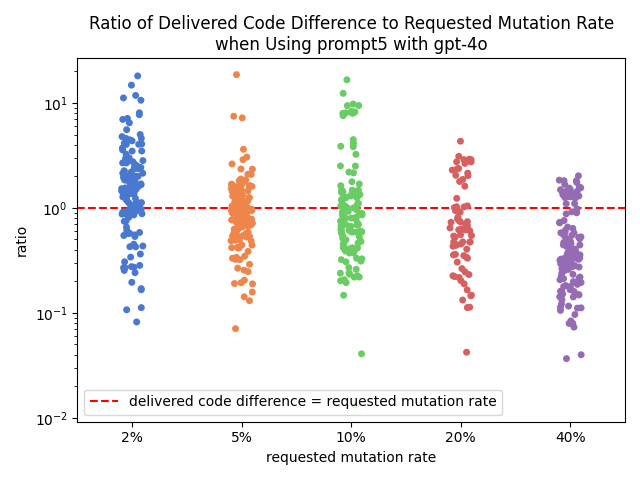 Ratio of Delivered Code Difference to Requested Mutation Rate
when Using prompt5 with gpt-4o
ratio
10¹
10⁰
10⁻¹
10⁻²
delivered code difference = requested mutation rate
2%
5%
10%
20%
40%
requested mutation rate